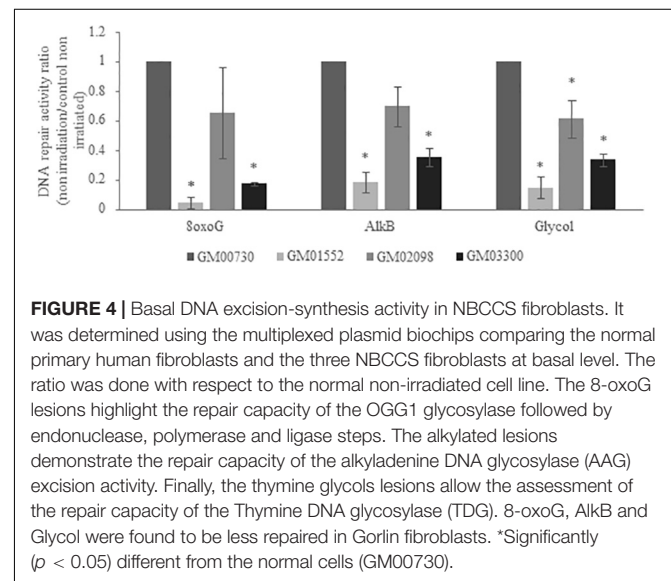 1.2
1
0.8
0.6
0.4
0.2
0
DNA repair activity ratio
(non irradiation/control non
irratiated)
* * * * * * *
8oxoG AlkB Glycol
GM00730 GM01552 GM02098 GM03300
FIGURE 4 | Basal DNA excision-synthesis activity in NBCCS fibroblasts. It
was determined using the multiplexed plasmid biochips comparing the normal
primary human fibroblasts and the three NBCCS fibroblasts at basal level. The
ratio was done with respect to the normal non-irradiated cell line. The 8-oxoG
lesions highlight the repair capacity of the OGG1 glycosylase followed by
endonuclease, polymerase and ligase steps. The alkylated lesions
demonstrate the repair capacity of the alkyladenine DNA glycosylase (AAG)
excision activity. Finally, the thymine glycols lesions allow the assessment of
the repair capacity of the Thymine DNA glycosylase (TDG). 8-oxoG, AlkB and
Glycol were found to be less repaired in Gorlin fibroblasts. *Significantly
(p < 0.05) different from the normal cells (GM00730).